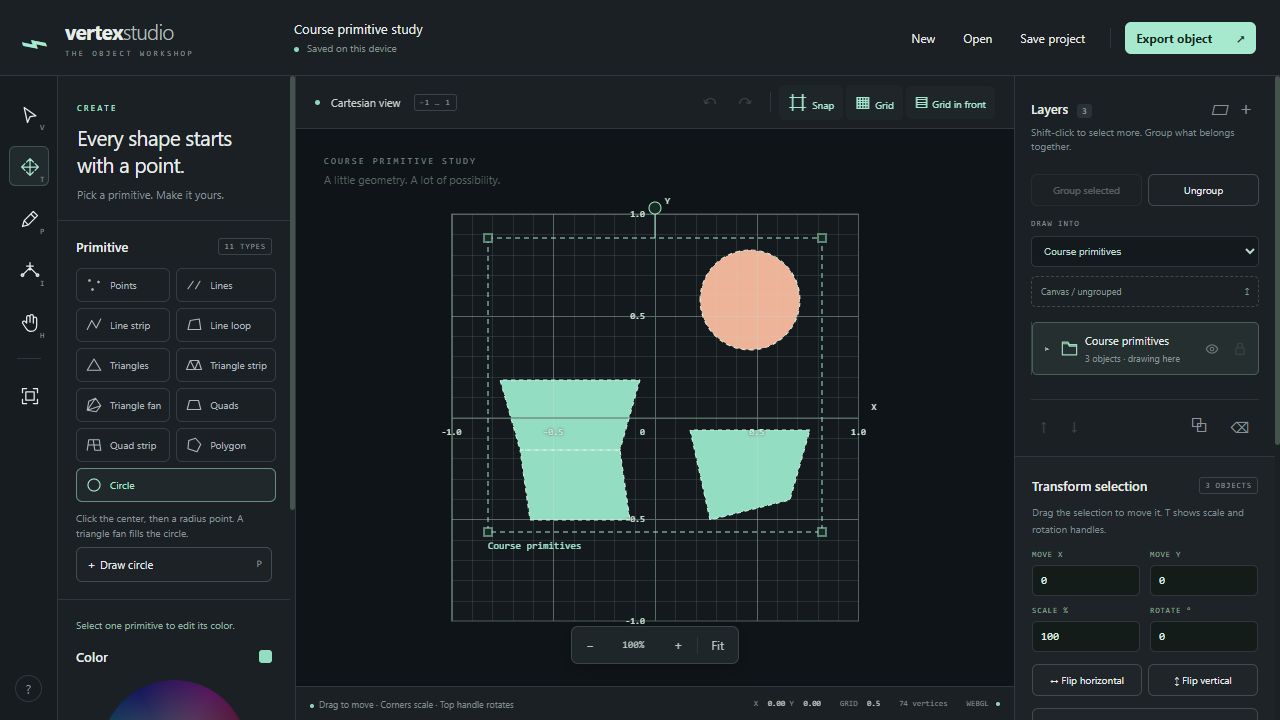 vertexstudio
THE OBJECT WORKSHOP
Course primitive study
Saved on this device
New
Open
Save project
Export object ↗
V
T
P
I
H
?
CREATE
Every shape starts
with a point.
Pick a primitive. Make it yours.
Primitive
11 TYPES
Points
Lines
Line strip
Line loop
Triangles
Triangle strip
Triangle fan
Quads
Quad strip
Polygon
Circle
Click the center, then a radius point. A
triangle fan fills the circle.
+ Draw circle P
Select one primitive to edit its color.
Color
Cartesian view
-1 … 1
Snap
Grid
Grid in front
COURSE PRIMITIVE STUDY
A little geometry. A lot of possibility.
Y
1.0
0.5
X
-1.0
-0.5
0
0.5
1.0
-0.5
Course primitives
-1.0
− 100% + Fit
Drag to move · Corners scale · Top handle rotates
X 0.00 Y 0.00
GRID 0.5
74 vertices
WEBGL
Layers 3
Shift-click to select more. Group what belongs
together.
Group selected
Ungroup
DRAW INTO
Course primitives
Canvas / ungrouped ↥
Course primitives
3 objects · drawing here
Transform selection
3 OBJECTS
Drag the selection to move it. T shows scale and
rotation handles.
MOVE X
MOVE Y
0
0
SCALE %
ROTATE °
100
0
↔ Flip horizontal
↕ Flip vertical